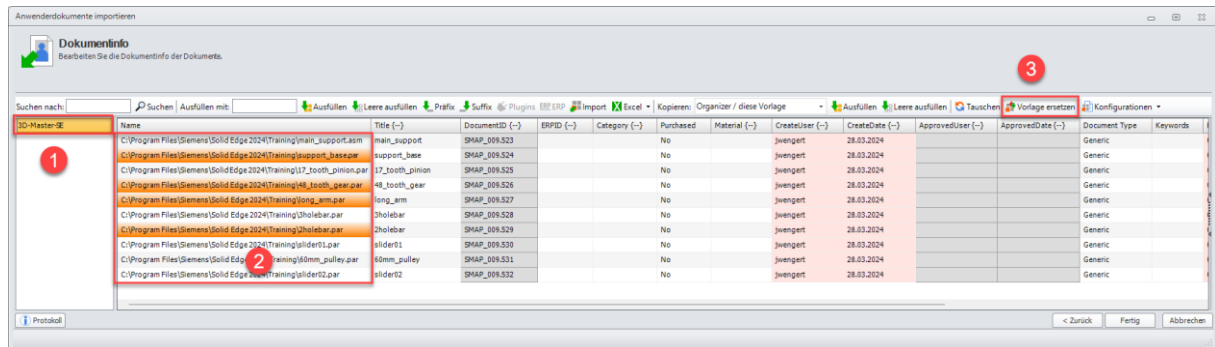 Anwenderdokumente importieren
Dokumentinfo
Bearbeiten Sie die Dokumentinfo der Dokumente.
3
Suchen nach: Suchen Ausfüllen mit: Ausfüllen Leere ausfüllen Präfix Suffix Plugins ERP Import Excel Kopieren: Organizer / diese Vorlage Ausfüllen Leere ausfüllen Tauschen Vorlage ersetzen Konfigurationen
3D-Master-SE Name Title {--} DocumentID {--} ERPID {--} Category {--} Purchased Material {--} CreateUser {--} CreateDate {--} ApprovedUser {--} ApprovedDate {--} Document Type Keywords
1
C:\Program Files\Siemens\Solid Edge 2024\Training\main_support.asm main_support SMAP_009.523 No jwengert 28.03.2024 Generic
C:\Program Files\Siemens\Solid Edge 2024\Training\support_base.par support_base SMAP_009.524 No jwengert 28.03.2024 Generic
C:\Program Files\Siemens\Solid Edge 2024\Training\17_tooth_pinion.par 17_tooth_pinion SMAP_009.525 No jwengert 28.03.2024 Generic
C:\Program Files\Siemens\Solid Edge 2024\Training\48_tooth_gear.par 48_tooth_gear SMAP_009.526 No jwengert 28.03.2024 Generic
C:\Program Files\Siemens\Solid Edge 2024\Training\long_arm.par long_arm SMAP_009.527 No jwengert 28.03.2024 Generic
C:\Program Files\Siemens\Solid Edge 2024\Training\3holebar.par 3holebar SMAP_009.528 No jwengert 28.03.2024 Generic
C:\Program Files\Siemens\Solid Edge 2024\Training\2holebar.par 2holebar SMAP_009.529 No jwengert 28.03.2024 Generic
C:\Program Files\Siemens\Solid Edge 2024\Training\slider01.par slider01 SMAP_009.530 No jwengert 28.03.2024 Generic
2
C:\Program Files\Siemens\Solid Edge raining\60mm_pulley.par 60mm_pulley SMAP_009.531 No jwengert 28.03.2024 Generic
C:\Program Files\Siemens\Solid Edge 2024\Training\slider02.par slider02 SMAP_009.532 No jwengert 28.03.2024 Generic
Protokoll < Zurück Fertig Abbrechen